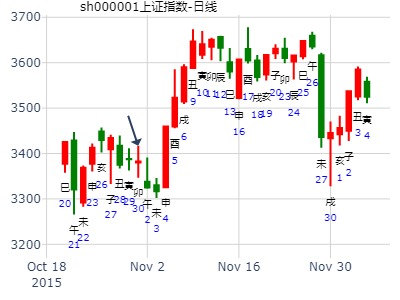 sh000001上证指数-日线
3700
3600
3500
3400
3300
3200
巳
20
午
21
未
22
申
23
亥
26
子
27
丑
28
寅
29
卯
30
午
2
未
3
申
4
酉
5
戌
6
丑
9
寅
10
卯
11
辰
12
巳
13
申
16
酉
17
戌
18
亥
19
子
20
卯
23
辰
24
巳
25
午
26
未
27
戌
30
亥
1
子
2
丑
3
寅
4
Oct 18
2015
Nov 2
Nov 16
Nov 30